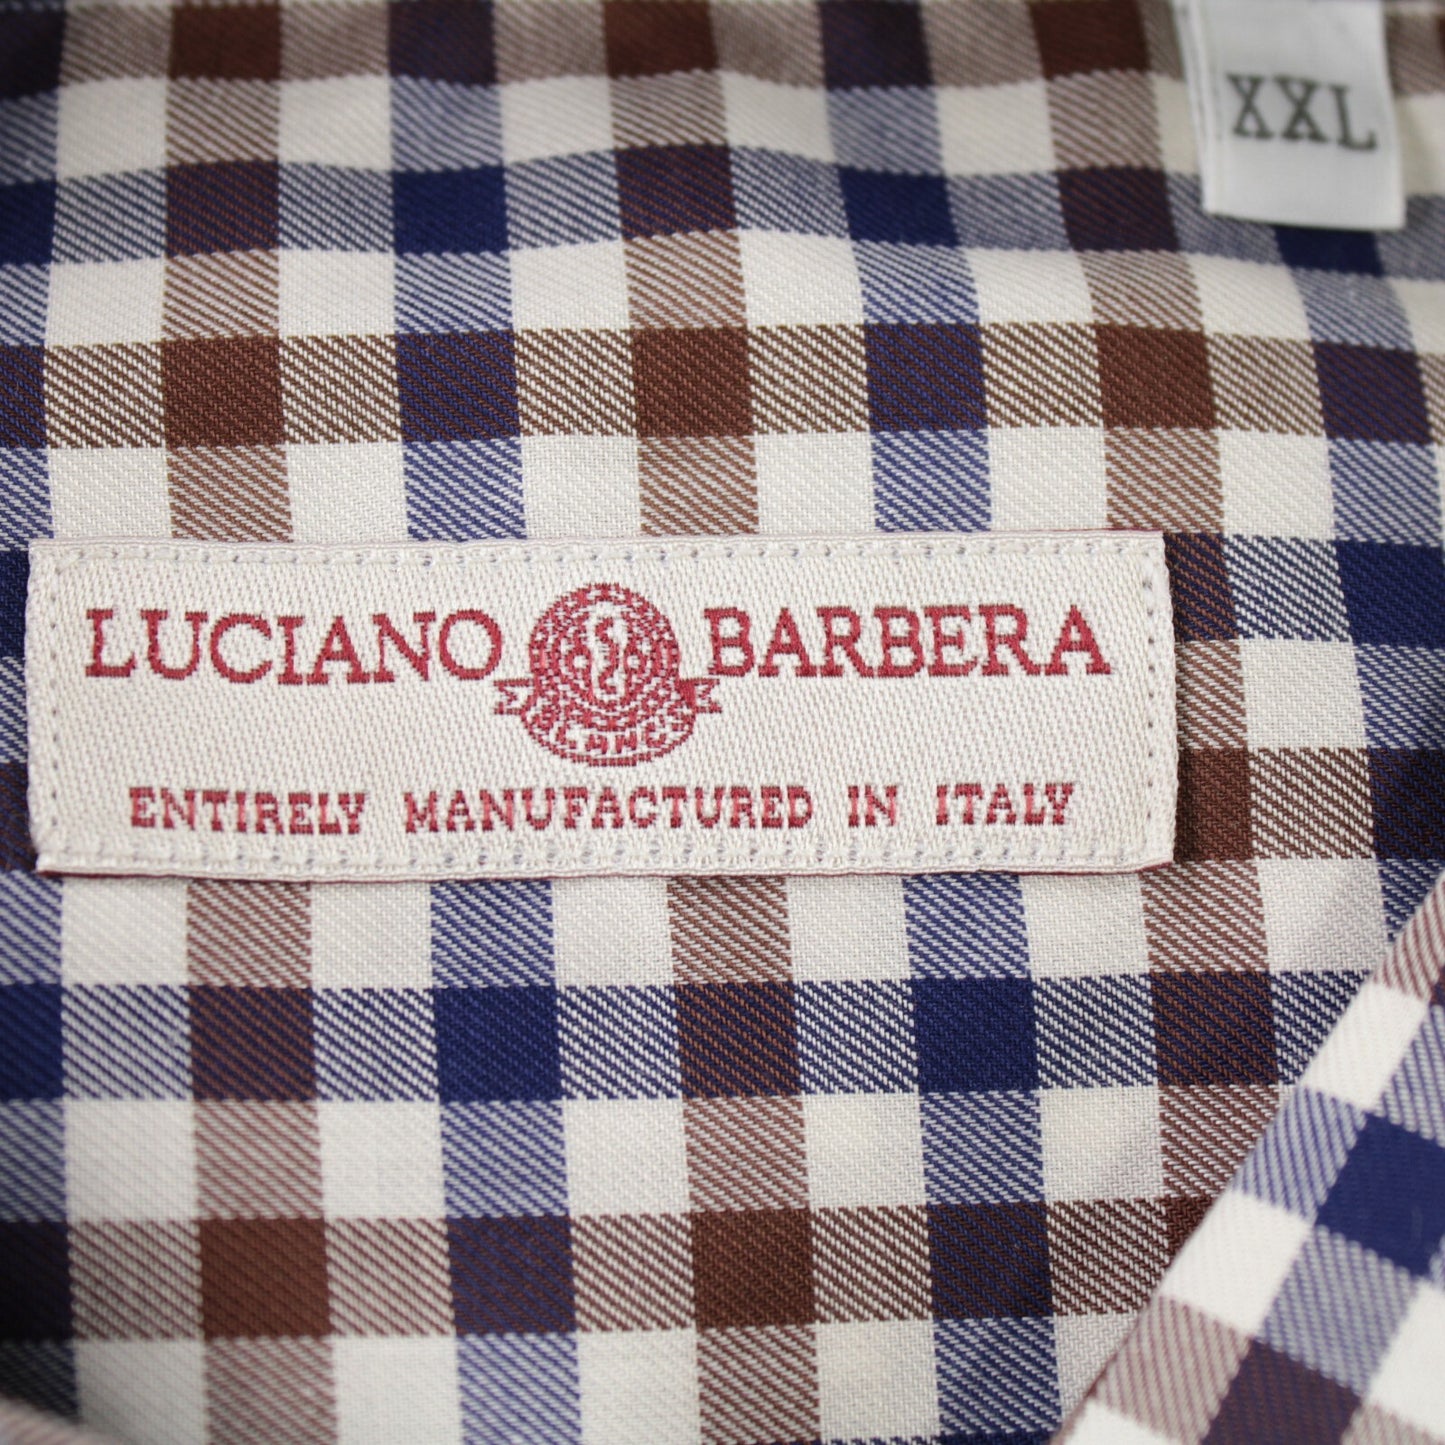 XXL
LUCIANO BARBERA
ENTIRELY MANUFACTURED IN ITALY